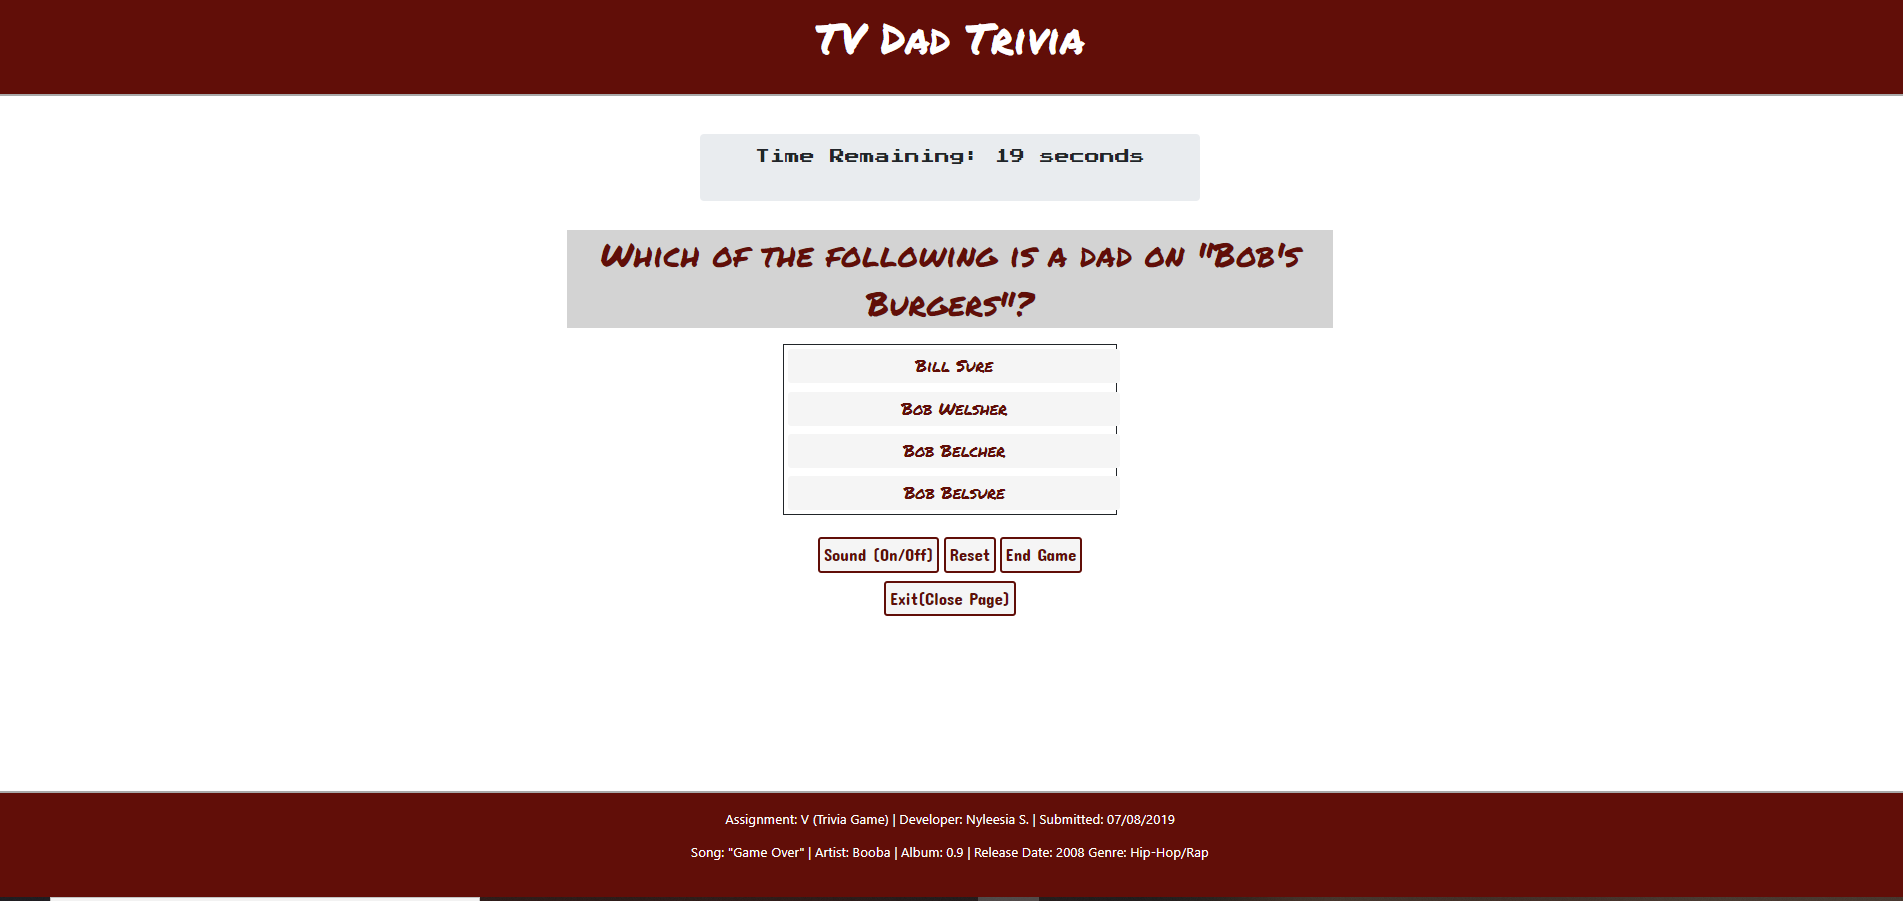 TV Dad Trivia
Time Remaining: 19 seconds
Which of the following is a dad on "Bob's
Burgers"?
Bill Sure
Bob Welsher
Bob Belcher
Bob Belsure
Sound (On/Off) Reset End Game
Exit(Close Page)
Assignment: V (Trivia Game) | Developer: Nyleesia S. | Submitted: 07/08/2019
Song: "Game Over" | Artist: Booba | Album: 0.9 | Release Date: 2008 Genre: Hip-Hop/Rap